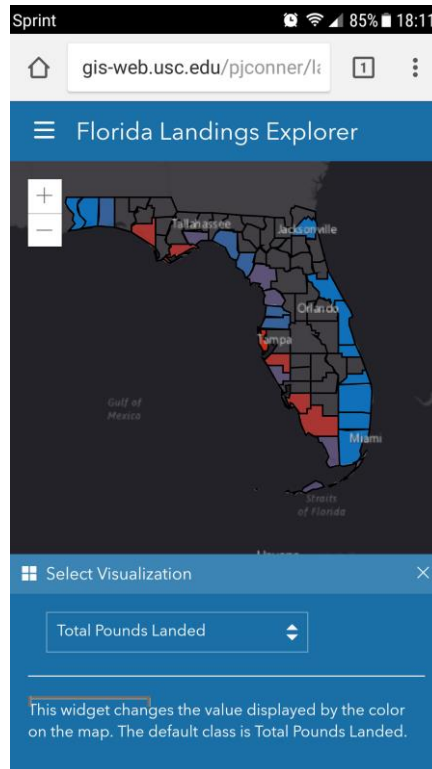 Sprint 85% 18:11
gis-web.usc.edu/pjconner/la 1
Florida Landings Explorer
+
Tallahassee
Jacksonville
−
Orlando
Tampa
Gulf of
Mexico
Miami
Straits
of Florida
Select Visualization ×
Total Pounds Landed
This widget changes the value displayed by the color
on the map. The default class is Total Pounds Landed.